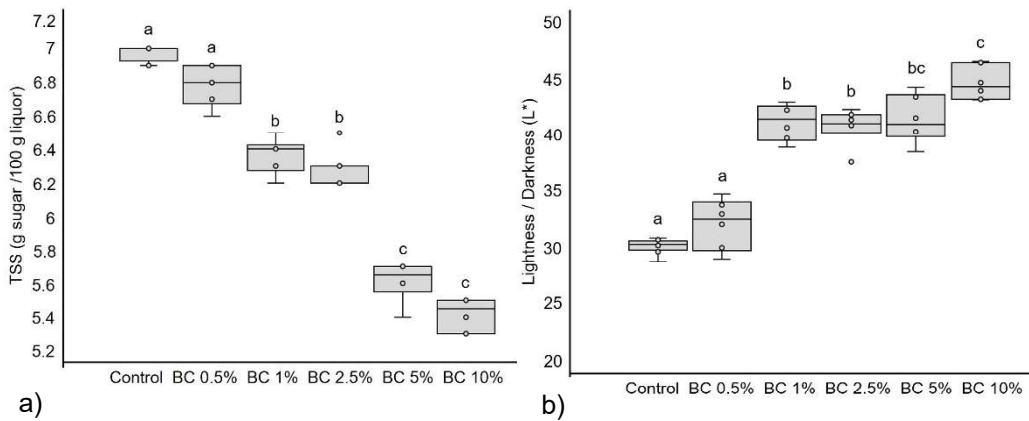 TSS (g sugar /100 g liquor)
7.2
7
6.8
6.6
6.4
6.2
6
5.8
5.6
5.4
5.2
a
a
b
b
c
c
Control BC 0.5% BC 1% BC 2.5% BC 5% BC 10%
a)
Lightness / Darkness (L*)
50
45
40
35
30
25
20
a
a
b
b
bc
c
Control BC 0.5% BC 1% BC 2.5% BC 5% BC 10%
b)